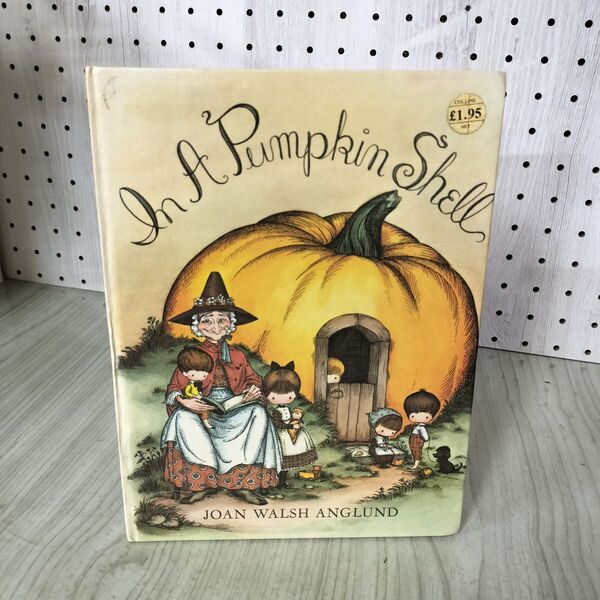 In A Pumpkin Shell
COLLINS
£1.95
NET
JOAN WALSH ANGLUND